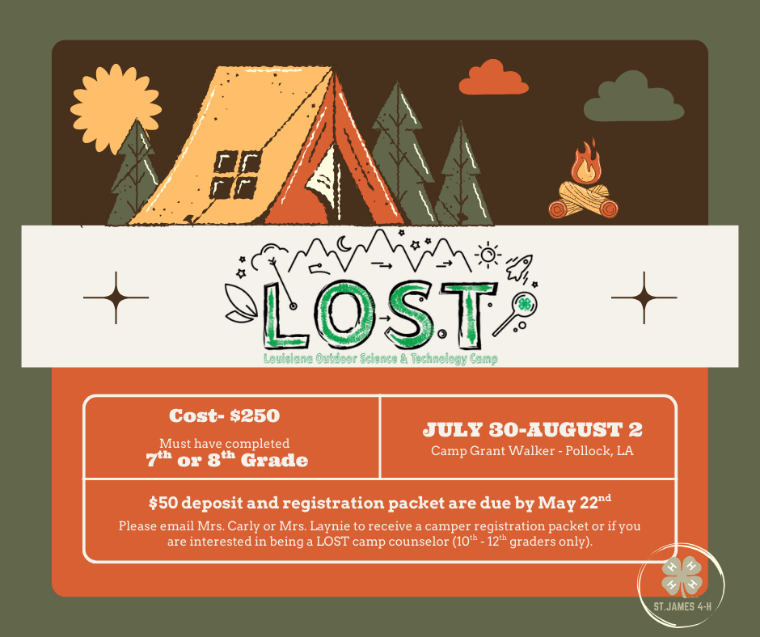 LOST
Louisiana Outdoor Science & Technology Camp
Cost- $250
Must have completed
7th or 8th Grade
JULY 30-AUGUST 2
Camp Grant Walker - Pollock, LA
$50 deposit and registration packet are due by May 22nd
Please email Mrs. Carly or Mrs. Laynie to receive a camper registration packet or if you
are interested in being a LOST camp counselor (10th - 12th graders only).
H H
H H
ST.JAMES 4-H